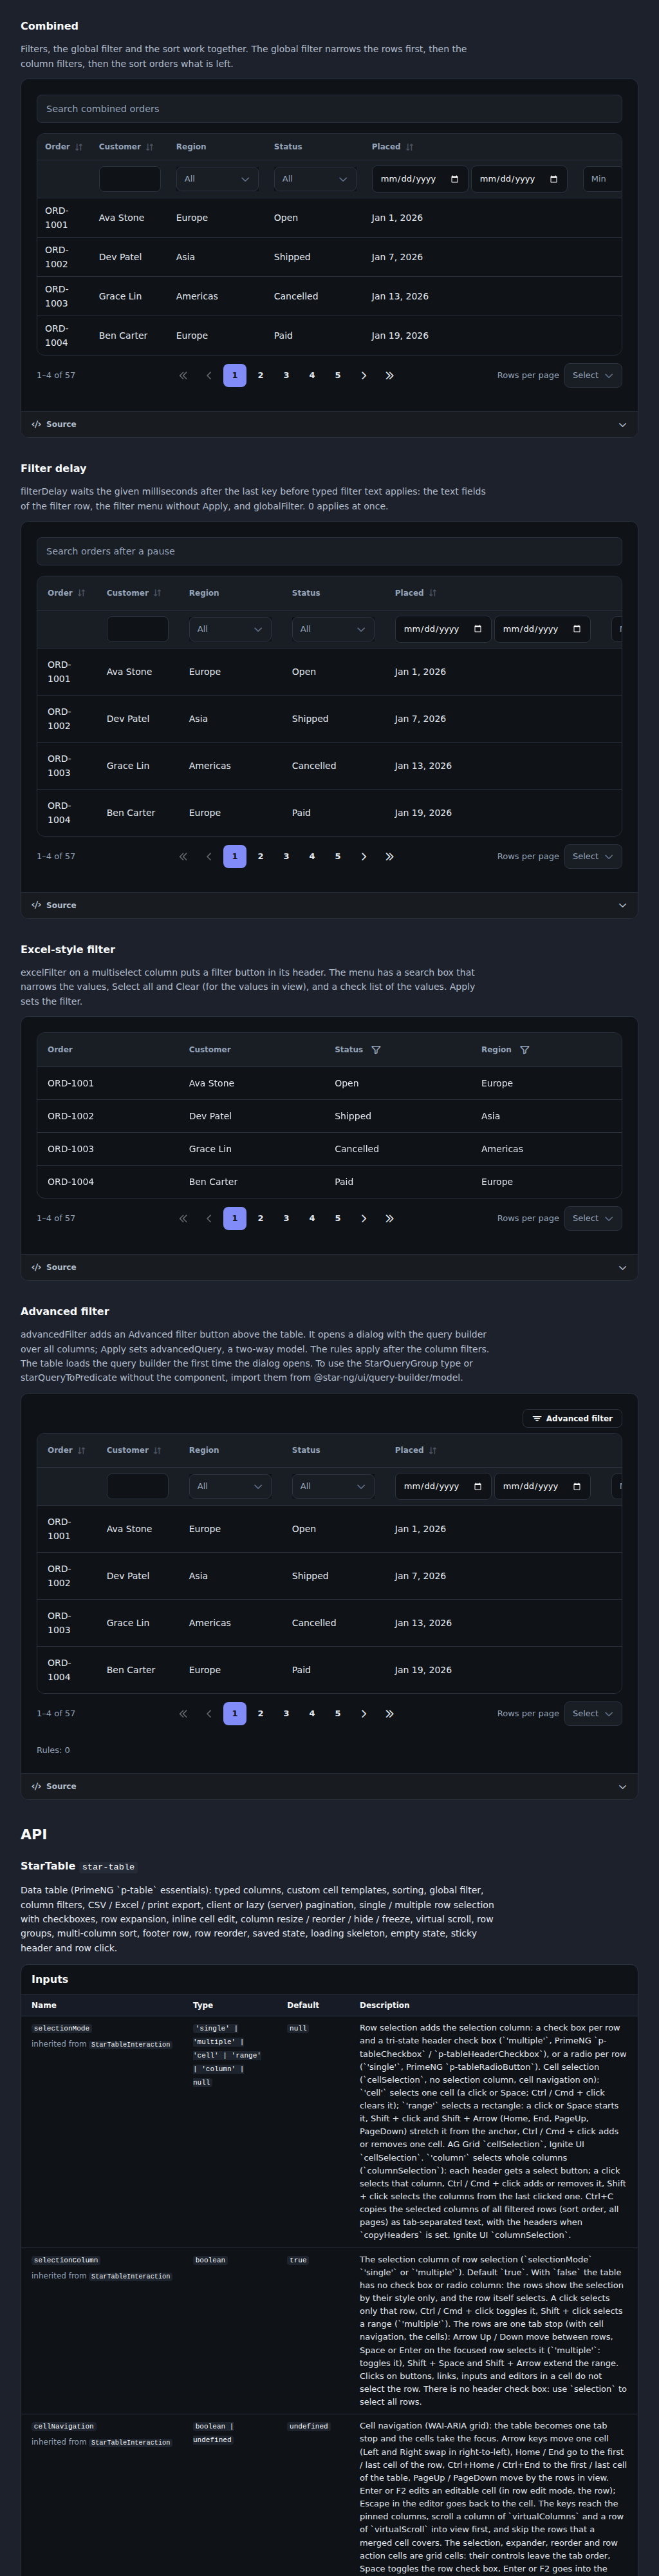 Combined
Filters, the global filter and the sort work together. The global filter narrows the rows first, then the
column filters, then the sort orders what is left.
Search combined orders
Order Customer Region Status Placed
All All mm/dd/yyyy mm/dd/yyyy Min
ORD-
1001 Ava Stone Europe Open Jan 1, 2026
ORD-
1002 Dev Patel Asia Shipped Jan 7, 2026
ORD-
1003 Grace Lin Americas Cancelled Jan 13, 2026
ORD-
1004 Ben Carter Europe Paid Jan 19, 2026
1–4 of 57 1 2 3 4 5 Rows per page Select
Source
Filter delay
filterDelay waits the given milliseconds after the last key before typed filter text applies: the text fields
of the filter row, the filter menu without Apply, and globalFilter. 0 applies at once.
Search orders after a pause
Order Customer Region Status Placed
All All mm/dd/yyyy mm/dd/yyyy
ORD-
1001 Ava Stone Europe Open Jan 1, 2026
ORD-
1002 Dev Patel Asia Shipped Jan 7, 2026
ORD-
1003 Grace Lin Americas Cancelled Jan 13, 2026
ORD-
1004 Ben Carter Europe Paid Jan 19, 2026
1–4 of 57 1 2 3 4 5 Rows per page Select
Source
Excel-style filter
excelFilter on a multiselect column puts a filter button in its header. The menu has a search box that
narrows the values, Select all and Clear (for the values in view), and a check list of the values. Apply
sets the filter.
Order Customer Status Region
ORD-1001 Ava Stone Open Europe
ORD-1002 Dev Patel Shipped Asia
ORD-1003 Grace Lin Cancelled Americas
ORD-1004 Ben Carter Paid Europe
1–4 of 57 1 2 3 4 5 Rows per page Select
Source
Advanced filter
advancedFilter adds an Advanced filter button above the table. It opens a dialog with the query builder
over all columns; Apply sets advancedQuery, a two-way model. The rules apply after the column filters.
The table loads the query builder the first time the dialog opens. To use the StarQueryGroup type or
starQueryToPredicate without the component, import them from @star-ng/ui/query-builder/model.
Advanced filter
Order Customer Region Status Placed
All All mm/dd/yyyy mm/dd/yyyy
ORD-
1001 Ava Stone Europe Open Jan 1, 2026
ORD-
1002 Dev Patel Asia Shipped Jan 7, 2026
ORD-
1003 Grace Lin Americas Cancelled Jan 13, 2026
ORD-
1004 Ben Carter Europe Paid Jan 19, 2026
1–4 of 57 1 2 3 4 5 Rows per page Select
Rules: 0
Source
API
StarTable star-table
Data table (PrimeNG `p-table` essentials): typed columns, custom cell templates, sorting, global filter,
column filters, CSV / Excel / print export, client or lazy (server) pagination, single / multiple row selection
with checkboxes, row expansion, inline cell edit, column resize / reorder / hide / freeze, virtual scroll, row
groups, multi-column sort, footer row, row reorder, saved state, loading skeleton, empty state, sticky
header and row click.
Inputs
Name Type Default Description
selectionMode
inherited from StarTableInteraction
'single' |
'multiple' |
'cell' | 'range'
| 'column' |
null
null
Row selection adds the selection column: a check box per row
and a tri-state header check box (`'multiple'`, PrimeNG `p-
tableCheckbox` / `p-tableHeaderCheckbox`), or a radio per row
(`'single'`, PrimeNG `p-tableRadioButton`). Cell selection
(`cellSelection`, no selection column, cell navigation on):
`'cell'` selects one cell (a click or Space; Ctrl / Cmd + click
clears it); `'range'` selects a rectangle: a click or Space starts
it, Shift + click and Shift + Arrow (Home, End, PageUp,
PageDown) stretch it from the anchor, Ctrl / Cmd + click adds
or removes one cell. AG Grid `cellSelection`, Ignite UI
`cellSelection`. `'column'` selects whole columns
(`columnSelection`): each header gets a select button; a click
selects that column, Ctrl / Cmd + click adds or removes it, Shift
+ click selects the columns from the last clicked one. Ctrl+C
copies the selected columns of all filtered rows (sort order, all
pages) as tab-separated text, with the headers when
`copyHeaders` is set. Ignite UI `columnSelection`.
selectionColumn
inherited from StarTableInteraction
boolean
true
The selection column of row selection (`selectionMode`
`'single'` or `'multiple'`). Default `true`. With `false` the table
has no check box or radio column: the rows show the selection
by their style only, and the row itself selects. A click selects
only that row, Ctrl / Cmd + click toggles it, Shift + click selects
a range (`'multiple'`). The rows are one tab stop (with cell
navigation, the cells): Arrow Up / Down move between rows,
Space or Enter on the focused row selects it (`'multiple'`:
toggles it), Shift + Space and Shift + Arrow extend the range.
Clicks on buttons, links, inputs and editors in a cell do not
select the row. There is no header check box: use `selection` to
select all rows.
cellNavigation
inherited from StarTableInteraction
boolean |
undefined
undefined
Cell navigation (WAI-ARIA grid): the table becomes one tab
stop and the cells take the focus. Arrow keys move one cell
(Left and Right swap in right-to-left), Home / End go to the first
/ last cell of the row, Ctrl+Home / Ctrl+End to the first / last cell
of the table, PageUp / PageDown move by the rows in view.
Enter or F2 edits an editable cell (in row edit mode, the row);
Escape in the editor goes back to the cell. The keys reach the
pinned columns, scroll a column of `virtualColumns` and a row
of `virtualScroll` into view first, and skip the rows that a
merged cell covers. The selection, expander, reorder and row
action cells are grid cells: their controls leave the tab order,
Space toggles the row check box, Enter or F2 goes into the